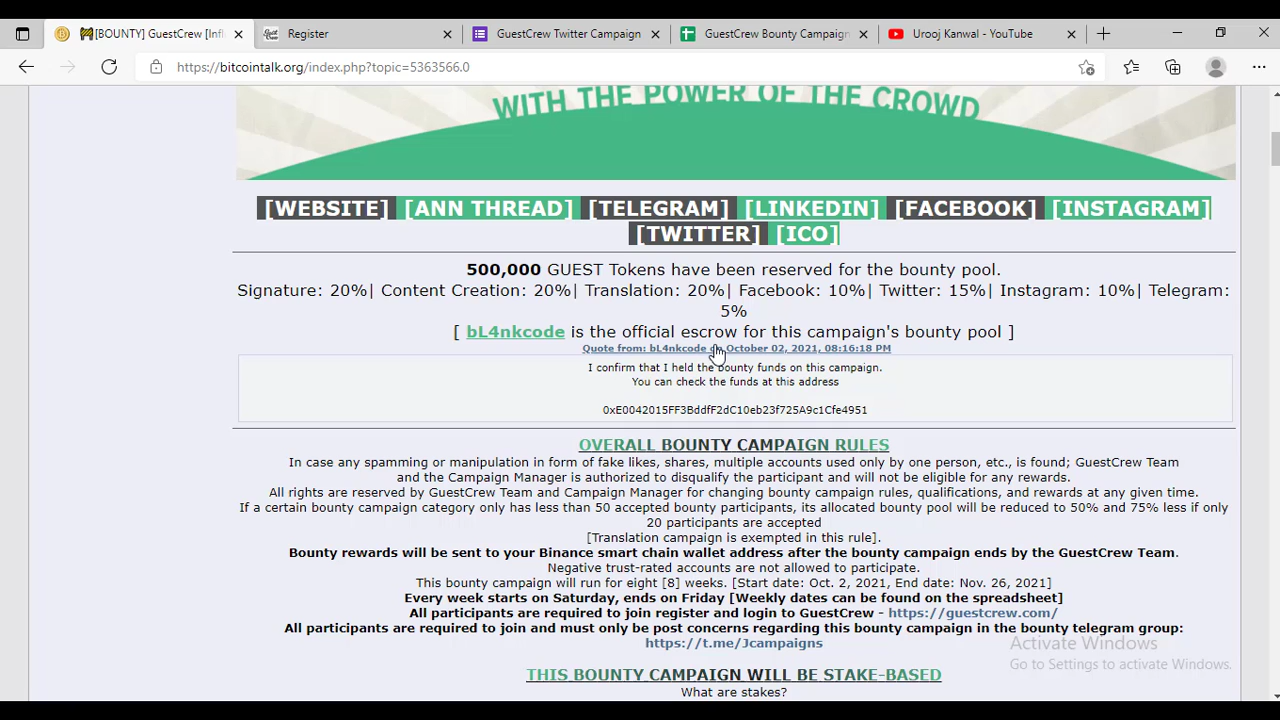 [BOUNTY] GuestCrew [Infl
Register
GuestCrew Twitter Campaign
GuestCrew Bounty Campaign
Urooj Kanwal - YouTube
https://bitcointalk.org/index.php?topic=5363566.0
WITH THE POWER OF THE CROWD
[WEBSITE] [ANN THREAD] [TELEGRAM] [LINKEDIN] [FACEBOOK] [INSTAGRAM]
[TWITTER] [ICO]
500,000 GUEST Tokens have been reserved for the bounty pool.
Signature: 20%| Content Creation: 20%| Translation: 20%| Facebook: 10%| Twitter: 15%| Instagram: 10%| Telegram:
5%
[ bL4nkcode is the official escrow for this campaign's bounty pool ]
Quote from: bL4nkcode on October 02, 2021, 08:16:18 PM
I confirm that I held the bounty funds on this campaign.
You can check the funds at this address
0xE0042015FF3BddfF2dC10eb23f725A9c1Cfe4951
OVERALL BOUNTY CAMPAIGN RULES
In case any spamming or manipulation in form of fake likes, shares, multiple accounts used only by one person, etc., is found; GuestCrew Team
and the Campaign Manager is authorized to disqualify the participant and will not be eligible for any rewards.
All rights are reserved by GuestCrew Team and Campaign Manager for changing bounty campaign rules, qualifications, and rewards at any given time.
If a certain bounty campaign category only has less than 50 accepted bounty participants, its allocated bounty pool will be reduced to 50% and 75% less if only
20 participants are accepted
[Translation campaign is exempted in this rule].
Bounty rewards will be sent to your Binance smart chain wallet address after the bounty campaign ends by the GuestCrew Team.
Negative trust-rated accounts are not allowed to participate.
This bounty campaign will run for eight [8] weeks. [Start date: Oct. 2, 2021, End date: Nov. 26, 2021]
Every week starts on Saturday, ends on Friday [Weekly dates can be found on the spreadsheet]
All participants are required to join register and login to GuestCrew - https://guestcrew.com/
All participants are required to join and must only be post concerns regarding this bounty campaign in the bounty telegram group:
https://t.me/Jcampaigns
Activate Windows
Go to Settings to activate Windows.
THIS BOUNTY CAMPAIGN WILL BE STAKE-BASED
What are stakes?